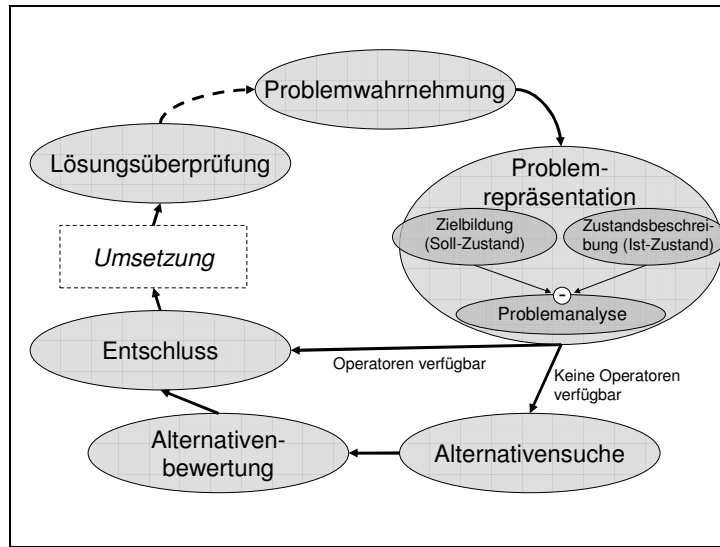 Problemwahrnehmung
Lösungsüberprüfung
Problem-
repräsentation
Zielbildung
(Soll-Zustand)
Zustandsbeschrei-
bung (Ist-Zustand)
-
Problemanalyse
Umsetzung
Entschluss
Operatoren verfügbar
Keine Operatoren
verfügbar
Alternativen-
bewertung
Alternativensuche